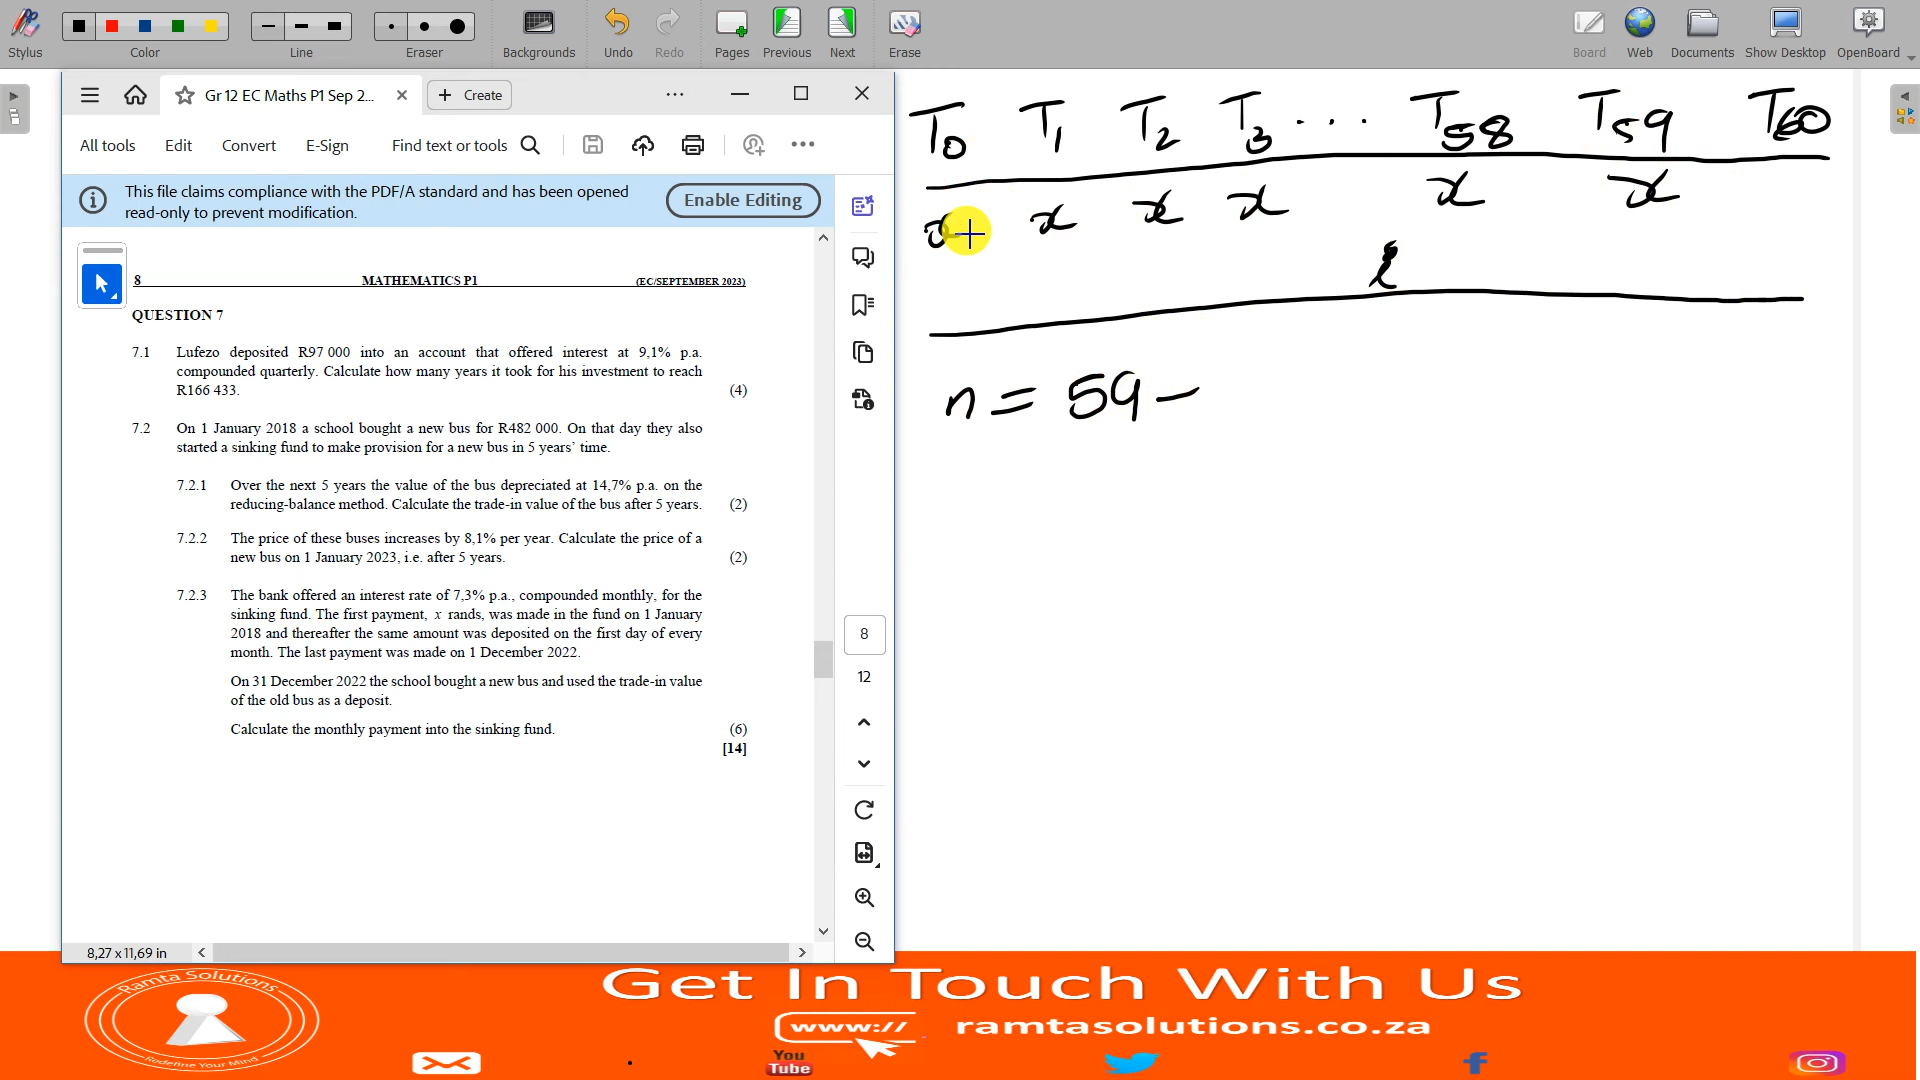 Stylus Color Line Eraser Backgrounds Undo Redo Pages Previous Next Erase Board Web Documents Show Desktop OpenBoard
Gr 12 EC Maths P1 Sep 2... Create
All tools Edit Convert E-Sign Find text or tools
This file claims compliance with the PDF/A standard and has been opened
read-only to prevent modification.
Enable Editing
8 MATHEMATICS P1 (EC/SEPTEMBER 2023)
QUESTION 7
7.1 Lufezo deposited R97 000 into an account that offered interest at 9,1% p.a.
compounded quarterly. Calculate how many years it took for his investment to reach
R166 433. (4)
7.2 On 1 January 2018 a school bought a new bus for R482 000. On that day they also
started a sinking fund to make provision for a new bus in 5 years' time.
7.2.1 Over the next 5 years the value of the bus depreciated at 14,7% p.a. on the
reducing-balance method. Calculate the trade-in value of the bus after 5 years. (2)
7.2.2 The price of these buses increases by 8,1% per year. Calculate the price of a
new bus on 1 January 2023, i.e. after 5 years. (2)
7.2.3 The bank offered an interest rate of 7,3% p.a., compounded monthly, for the
sinking fund. The first payment, x rands, was made in the fund on 1 January
2018 and thereafter the same amount was deposited on the first day of every
month. The last payment was made on 1 December 2022.
On 31 December 2022 the school bought a new bus and used the trade-in value
of the old bus as a deposit.
Calculate the monthly payment into the sinking fund. (6)
[14]
8
12
8,27 x 11,69 in
T0 T1 T2 T3 ... T58 T59 T60
x x x x x x
i
n = 59 -
Ramta Solutions
Redefine Your Mind
Get In Touch With Us
www.//
ramtasolutions.co.za
You
Tube